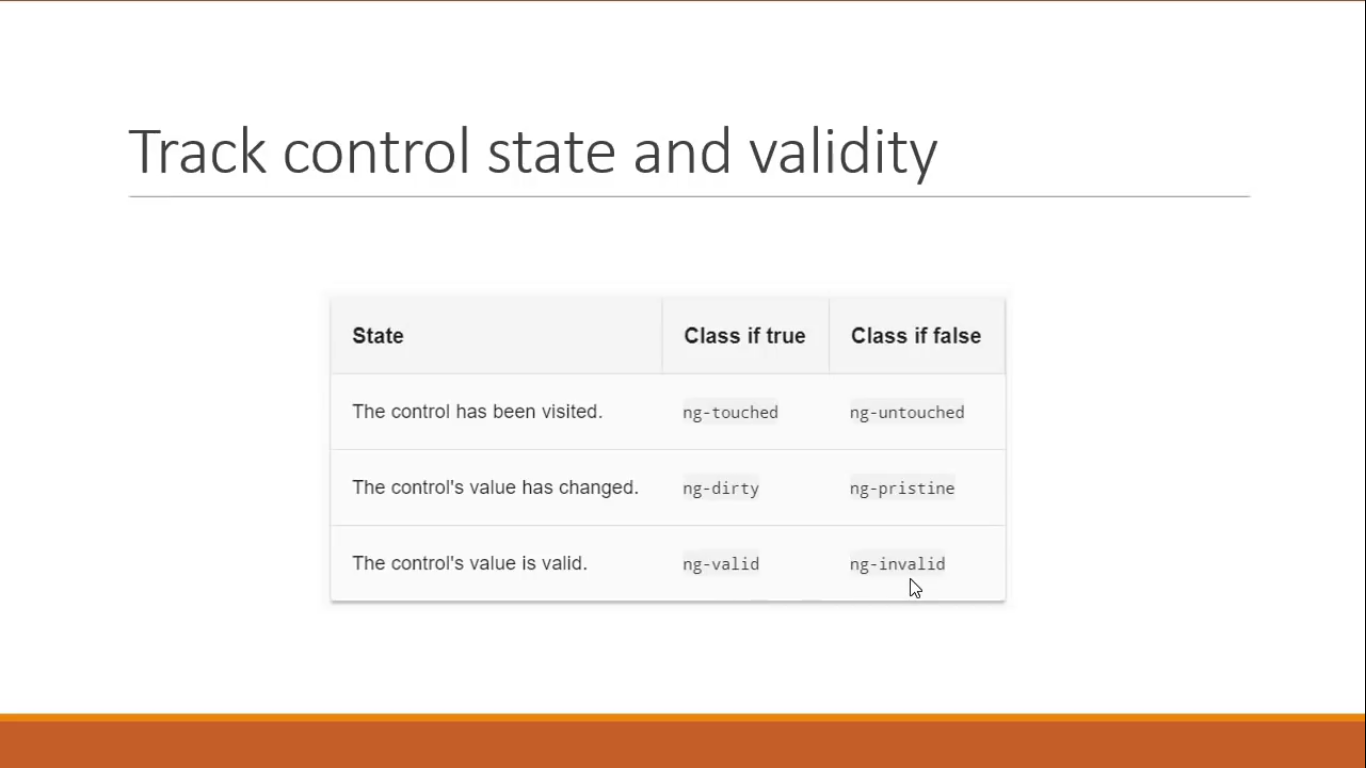 Track control state and validity
State Class if true Class if false
The control has been visited. ng-touched ng-untouched
The control's value has changed. ng-dirty ng-pristine
The control's value is valid. ng-valid ng-invalid